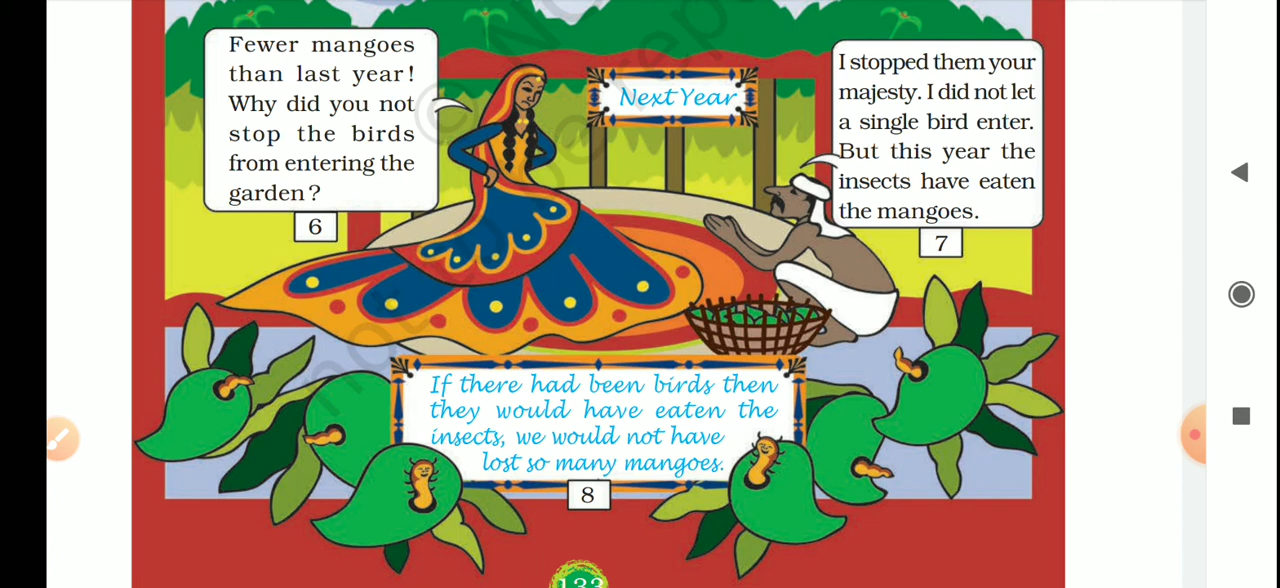 Fewer mangoes
than last year!
Why did you not
stop the birds
from entering the
garden?
6
Next Year
I stopped them your
majesty. I did not let
a single bird enter.
But this year the
insects have eaten
the mangoes.
7
If there had been birds then
they would have eaten the
insects, we would not have
lost so many mangoes.
8
133